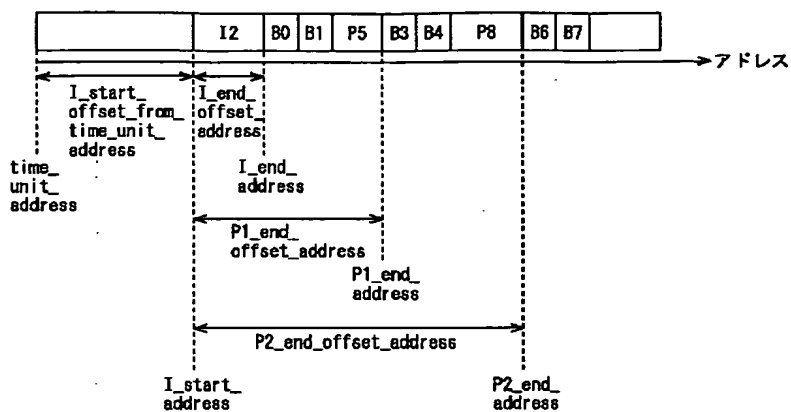 I2 B0 B1 P5 B3 B4 P8 B6 B7
アドレス
I_start_
offset_from_
time_unit_
address
I_end_
offset_
address
time_
unit_
address
I_end_
address
P1_end_
offset_address
P1_end_
address
P2_end_offset_address
I_start_
address
P2_end_
address